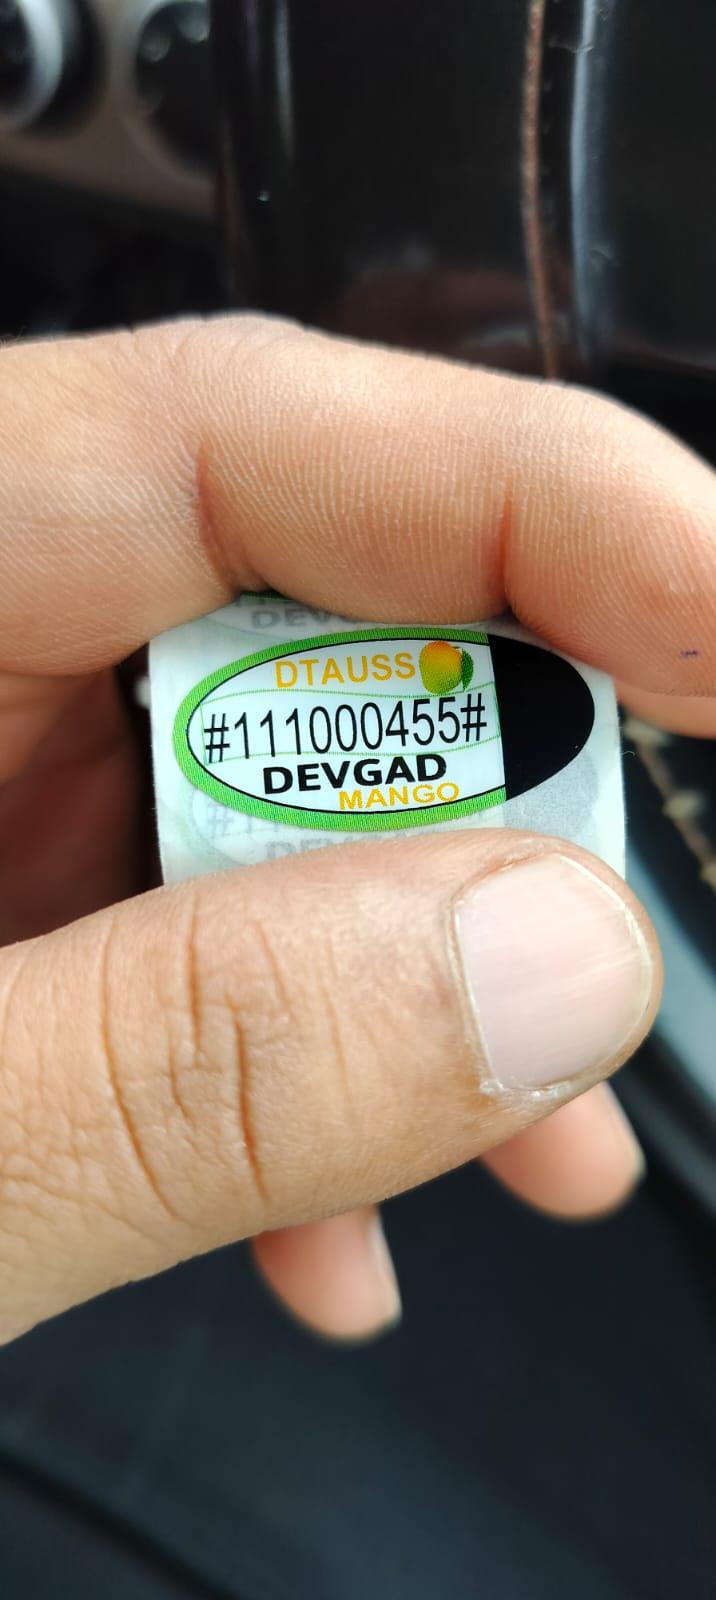 DTAUSS
#111000455#
DEVGAD
MANGO